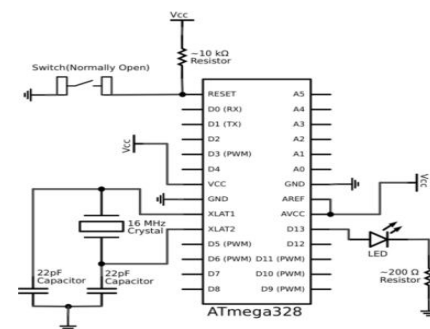 Vcc
~10 kΩ
Resistor
Switch(Normally Open)
RESET
A5
D0 (RX)
A4
D1 (TX)
A3
D2
A2
Vcc
D3 (PWM)
A1
D4
A0
VCC
GND
Vcc
GND
AREF
XLAT1
AVCC
16 MHz
Crystal
XLAT2
D13
D5 (PWM)
D12
LED
22pF
Capacitor
22pF
Capacitor
D6 (PWM)
D11 (PWM)
~200 Ω
Resistor
D7
D10 (PWM)
D8
D9 (PWM)
ATmega328